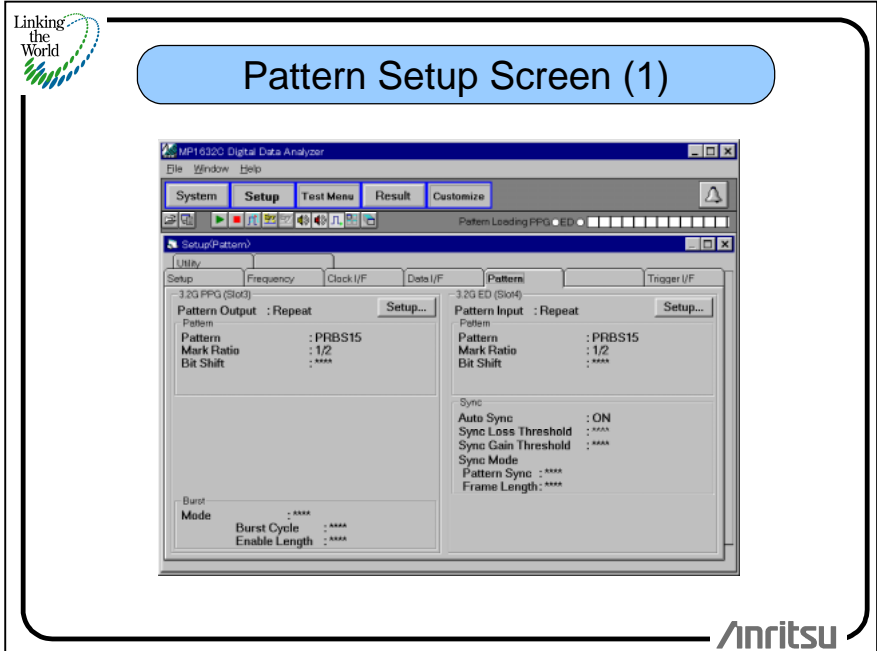 Linking
the
World
Pattern Setup Screen (1)
MP1632C Digital Data Analyzer
File Window Help
System Setup Test Menu Result Customize
Pattern Loading PPG ED
Setup(Pattern)
Utility
Setup Frequency Clock I/F Data I/F Pattern Trigger I/F
3.2G PPG (Slot3)
Pattern Output : Repeat Setup...
Pattern
Pattern : PRBS15
Mark Ratio : 1/2
Bit Shift : ****
Burst
Mode : ****
Burst Cycle : ****
Enable Length : ****
3.2G ED (Slot4)
Pattern Input : Repeat Setup...
Pattern
Pattern : PRBS15
Mark Ratio : 1/2
Bit Shift : ****
Sync
Auto Sync : ON
Sync Loss Threshold : ****
Sync Gain Threshold : ****
Sync Mode
Pattern Sync : ****
Frame Length : ****
Anritsu